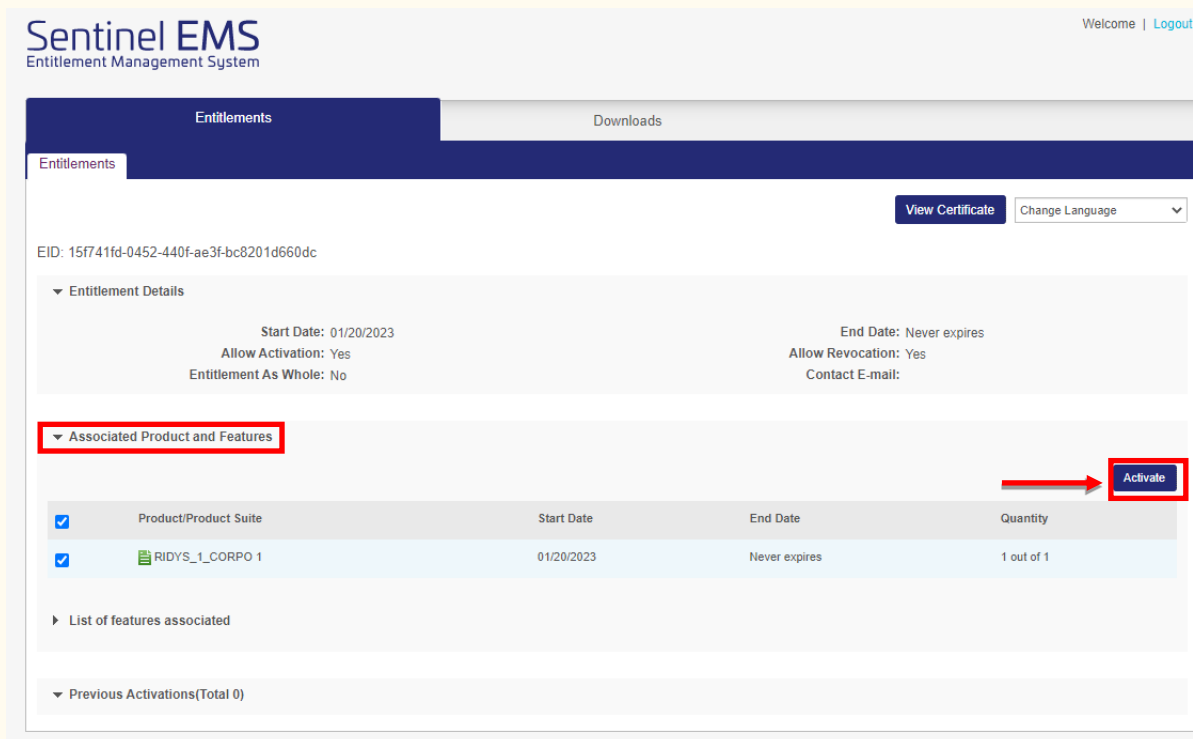 Sentinel EMS
Entitlement Management System
Welcome | Logout
Entitlements
Downloads
Entitlements
View Certificate
Change Language
EID: 15f741fd-0452-440f-ae3f-bc8201d660dc
Entitlement Details
Start Date: 01/20/2023 End Date: Never expires
Allow Activation: Yes Allow Revocation: Yes
Entitlement As Whole: No Contact E-mail:
Associated Product and Features
Activate
Product/Product Suite Start Date End Date Quantity
RIDYS_1_CORPO 1 01/20/2023 Never expires 1 out of 1
List of features associated
Previous Activations(Total 0)